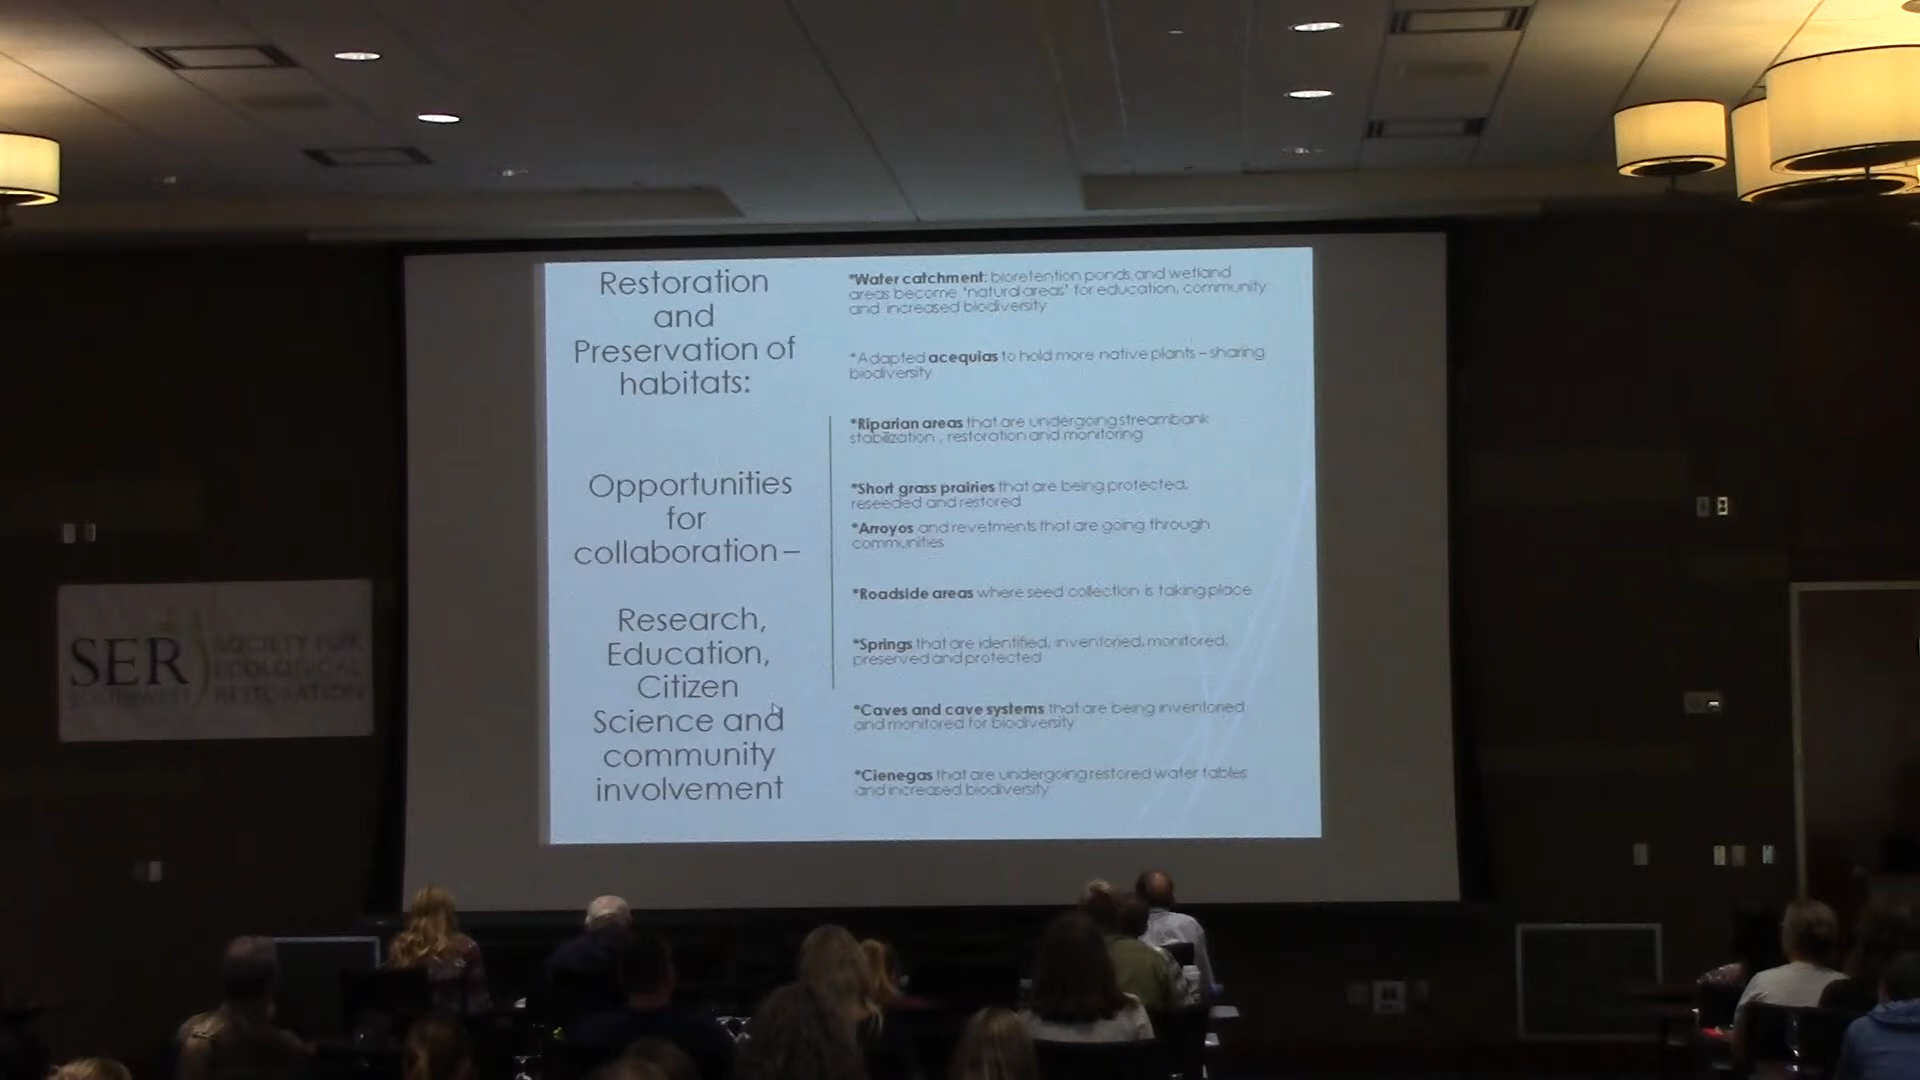 Restoration
and
Preservation of
habitats:
Opportunities
for
collaboration –
Research,
Education,
Citizen
Science and
community
involvement
*Water catchment: bioretention ponds and wetland
areas become 'natural areas' for education, community
and increased biodiversity
*Adapted acequias to hold more native plants – sharing
biodiversity
*Riparian areas that are undergoing streambank
stabilization , restoration and monitoring
*Short grass prairies that are being protected,
reseeded and restored
*Arroyos and revetments that are going through
communities
*Roadside areas where seed collection is taking place
*Springs that are identified, inventoried, monitored,
preserved and protected
*Caves and cave systems that are being inventoried
and monitored for biodiversity
*Cienegas that are undergoing restored water tables
and increased biodiversity
SER
SOUTHWEST
SOCIETY FOR
ECOLOGICAL
RESTORATION